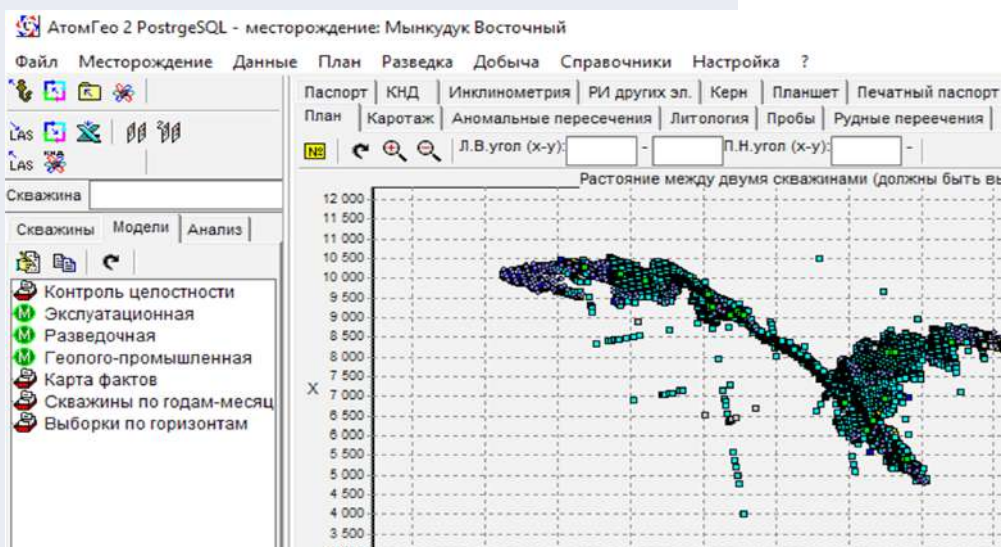 АтомГео 2 PostrgeSQL - месторождение: Мынкудук Восточный
Файл Месторождение Данные План Разведка Добыча Справочники Настройка ?
Паспорт КНД Инклинометрия РИ других эл. Керн Планшет Печатный паспорт
План Каротаж Аномальные пересечения Литология Пробы Рудные переечения
LAS
LAS
№ Л.В.угол (x-y): - П.Н.угол (x-y): -
Скважина
Растояние между двумя скважинами (должны быть
Скважины Модели Анализ
Контроль целостности
М Эксплуатационная
М Разведочная
М Геолого-промышленная
Карта фактов
Скважины по годам-месяц
Выборки по горизонтам
12 000
11 500
11 000
10 500
10 000
9 500
9 000
8 500
8 000
7 500
X
7 000
6 500
6 000
5 500
5 000
4 500
4 000
3 500